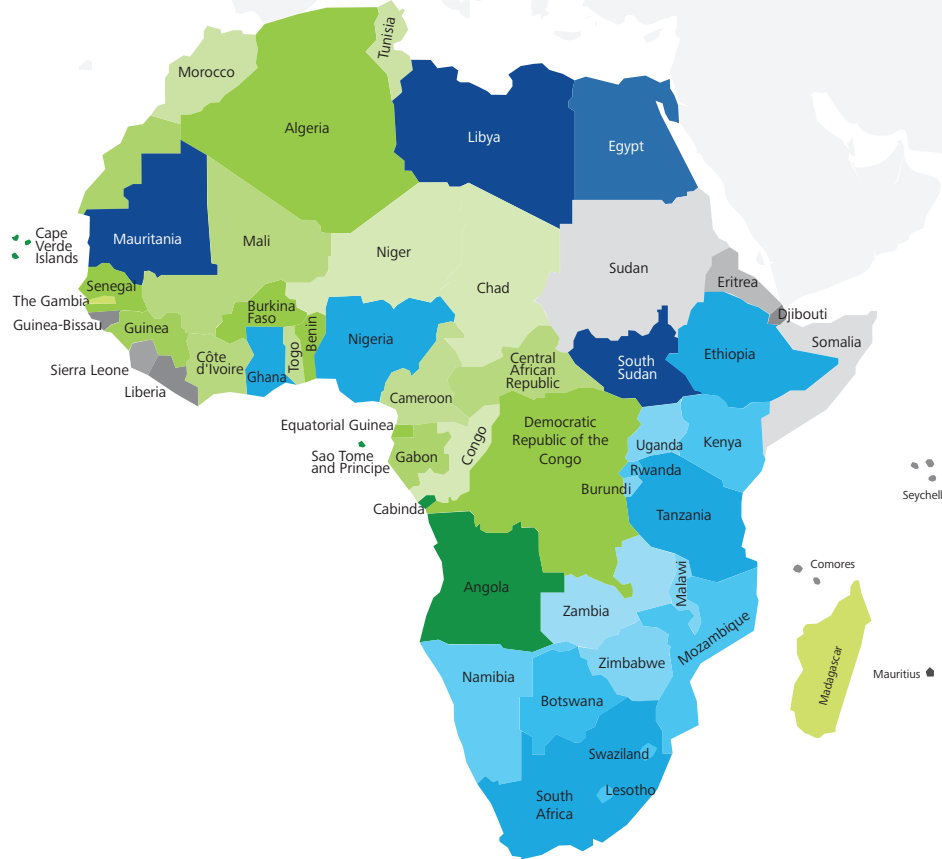 Tunisia
Morocco
Algeria
Libya
Egypt
Cape
Verde
Islands
Mauritania
Mali
Niger
Chad
Sudan
Eritrea
Djibouti
Senegal
The Gambia
Guinea-Bissau
Guinea
Burkina
Faso
Benin
Togo
Nigeria
Ghana
Côte
d'Ivoire
Sierra Leone
Liberia
Central
African
Republic
South
Sudan
Ethiopia
Somalia
Cameroon
Equatorial Guinea
Sao Tome
and Principe
Gabon
Congo
Democratic
Republic of the
Congo
Uganda
Kenya
Rwanda
Burundi
Tanzania
Seychell
Cabinda
Angola
Zambia
Malawi
Mozambique
Comores
Madagascar
Mauritius
Zimbabwe
Namibia
Botswana
Swaziland
Lesotho
South
Africa